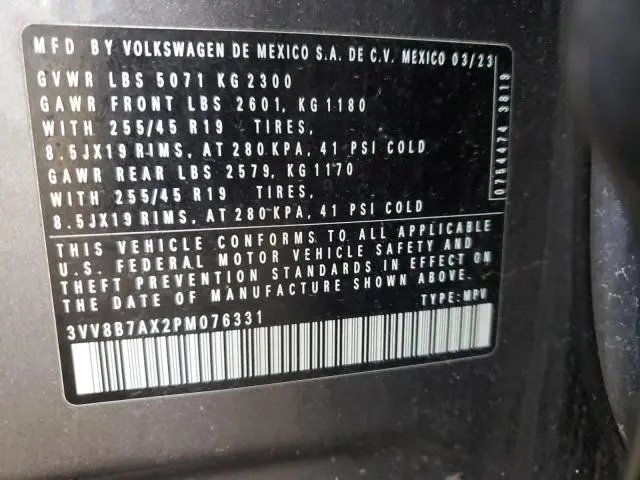 MFD BY VOLKSWAGEN DE MEXICO S.A. DE C.V. MEXICO 03/23
GVWR LBS 5071 KG 2300
GAWR FRONT LBS 2601, KG 1180
WITH 255/45 R19 TIRES,
8.5JX19 RIMS, AT 280 KPA, 41 PSI COLD
GAWR REAR LBS 2579, KG 1170
WITH 255/45 R19 TIRES,
8.5JX19 RIMS, AT 280 KPA, 41 PSI COLD
THIS VEHICLE CONFORMS TO ALL APPLICABLE
U.S. FEDERAL MOTOR VEHICLE SAFETY AND
THEFT PREVENTION STANDARDS IN EFFECT ON
THE DATE OF MANUFACTURE SHOWN ABOVE.
3VV8B7AX2PM076331 TYPE: MPV
0754474 3819